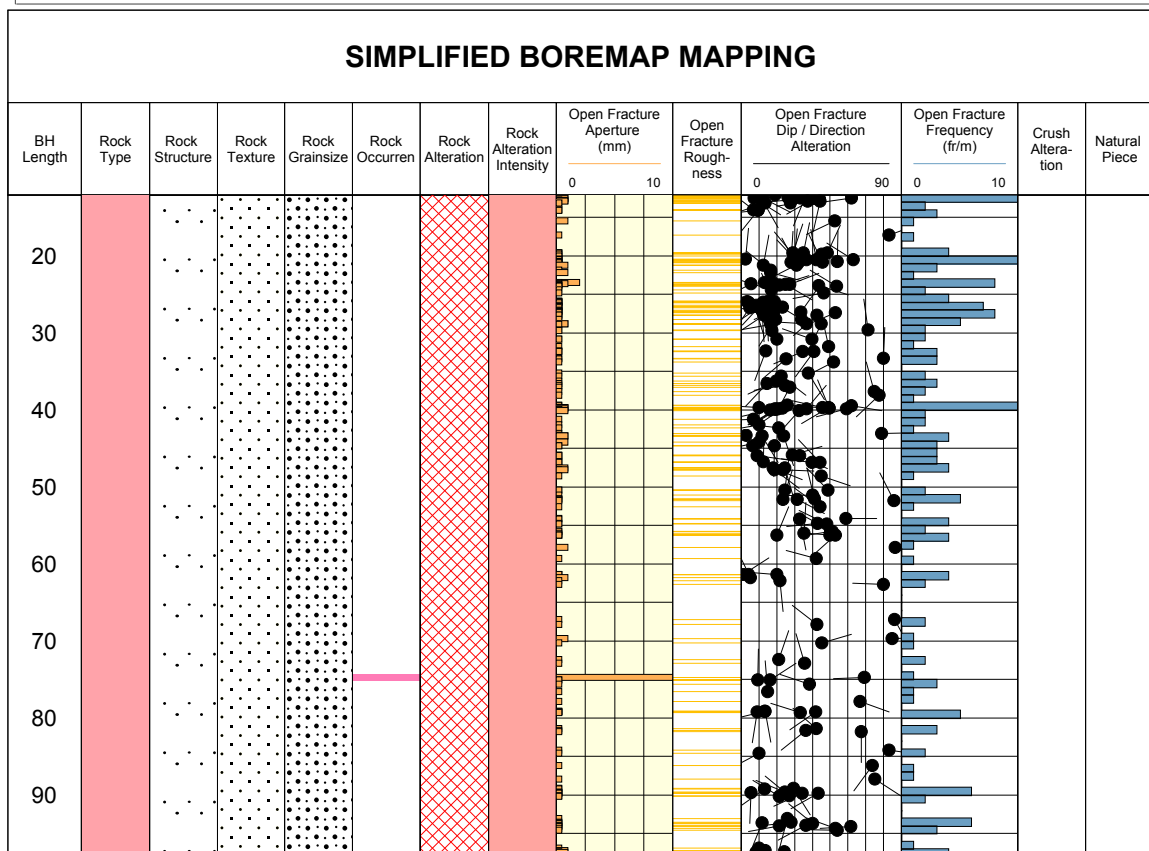 SIMPLIFIED BOREMAP MAPPING
BH
Length
Rock
Type
Rock
Structure
Rock
Texture
Rock
Grainsize
Rock
Occurren
Rock
Alteration
Rock
Alteration
Intensity
Open Fracture
Aperture
(mm)
0 10
Open
Fracture
Rough-
ness
Open Fracture
Dip / Direction
Alteration
0 90
Open Fracture
Frequency
(fr/m)
0 10
Crush
Altera-
tion
Natural
Piece
20
30
40
50
60
70
80
90